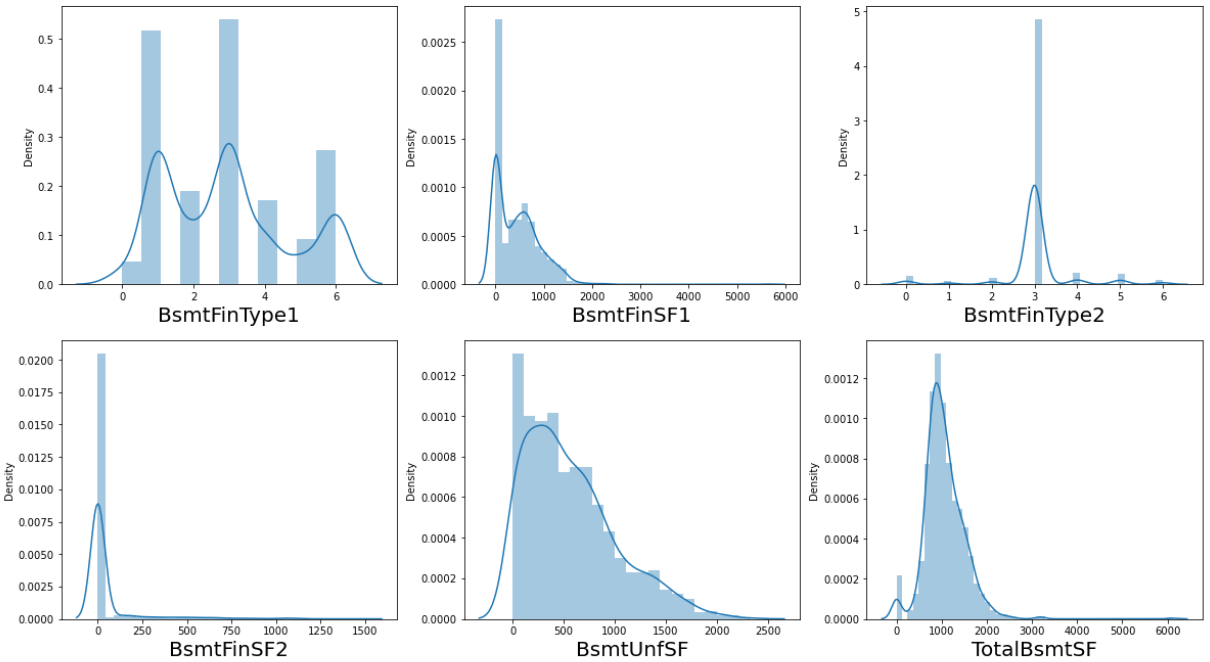 0.5
0.4
0.3
0.2
0.1
0.0
Density
0 2 4 6
BsmtFinType1
0.0025
0.0020
0.0015
0.0010
0.0005
0.0000
Density
0 1000 2000 3000 4000 5000 6000
BsmtFinSF1
5
4
3
2
1
0
Density
0 1 2 3 4 5 6
BsmtFinType2
0.0200
0.0175
0.0150
0.0125
0.0100
0.0075
0.0050
0.0025
0.0000
Density
0 250 500 750 1000 1250 1500
BsmtFinSF2
0.0012
0.0010
0.0008
0.0006
0.0004
0.0002
0.0000
Density
0 500 1000 1500 2000 2500
BsmtUnfSF
0.0012
0.0010
0.0008
0.0006
0.0004
0.0002
0.0000
Density
0 1000 2000 3000 4000 5000 6000
TotalBsmtSF